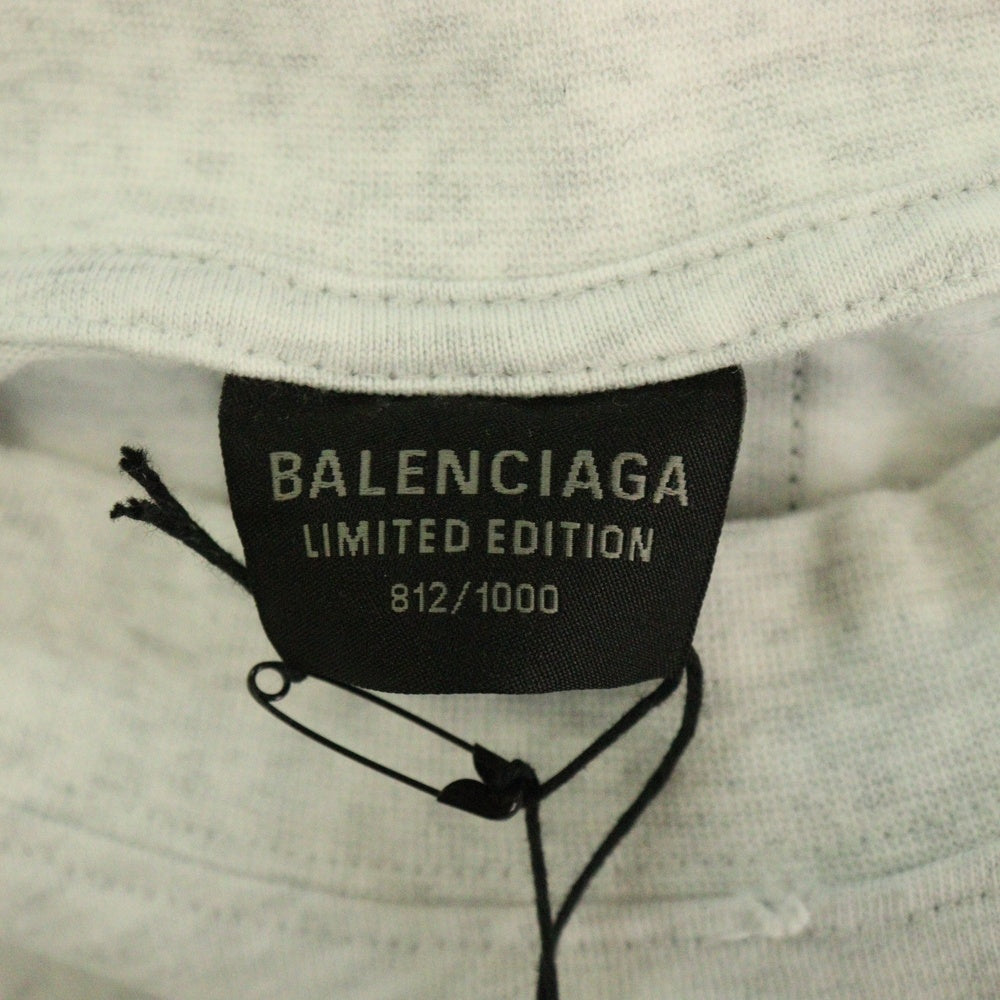 BALENCIAGA
LIMITED EDITION
812/1000